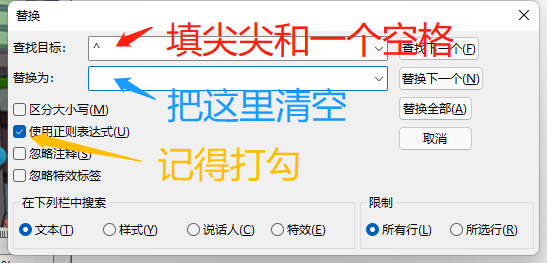 替换
查找目标:
^
填尖尖和一个空格
查找下一个(F)
替换为:
把这里清空
替换下一个(N)
区分大小写(M)
替换全部(A)
使用正则表达式(U)
取消
忽略注释(S)
记得打勾
忽略特效标签
在下列栏中搜索
限制
文本(T)
样式(Y)
说话人(C)
特效(E)
所有行(L)
所选行(R)